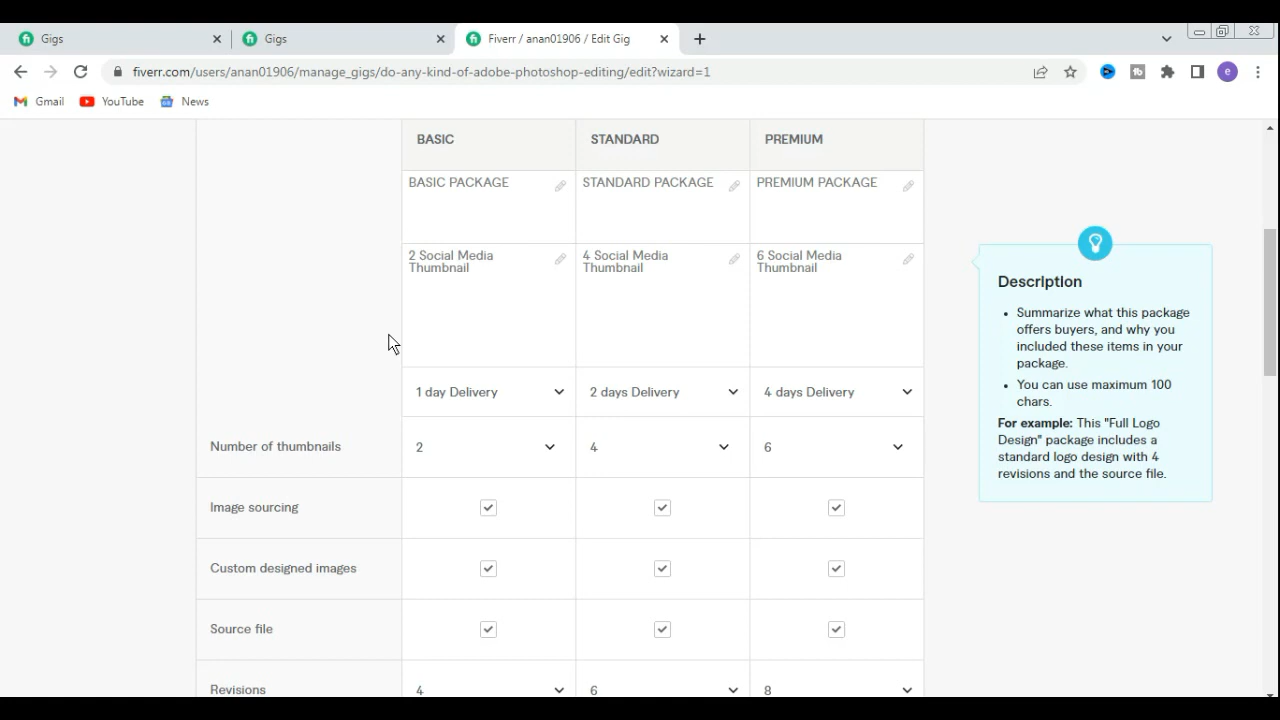 Gigs
Gigs
Fiverr / anan01906 / Edit Gig
fiverr.com/users/anan01906/manage_gigs/do-any-kind-of-adobe-photoshop-editing/edit?wizard=1
e
Gmail
YouTube
News
BASIC STANDARD PREMIUM
BASIC PACKAGE STANDARD PACKAGE PREMIUM PACKAGE
2 Social Media
Thumbnail
4 Social Media
Thumbnail
6 Social Media
Thumbnail
1 day Delivery 2 days Delivery 4 days Delivery
Number of thumbnails 2 4 6
Image sourcing
Custom designed images
Source file
Revisions 4 6 8
Description
• Summarize what this package
offers buyers, and why you
included these items in your
package.
• You can use maximum 100
chars.
For example: This "Full Logo
Design" package includes a
standard logo design with 4
revisions and the source file.